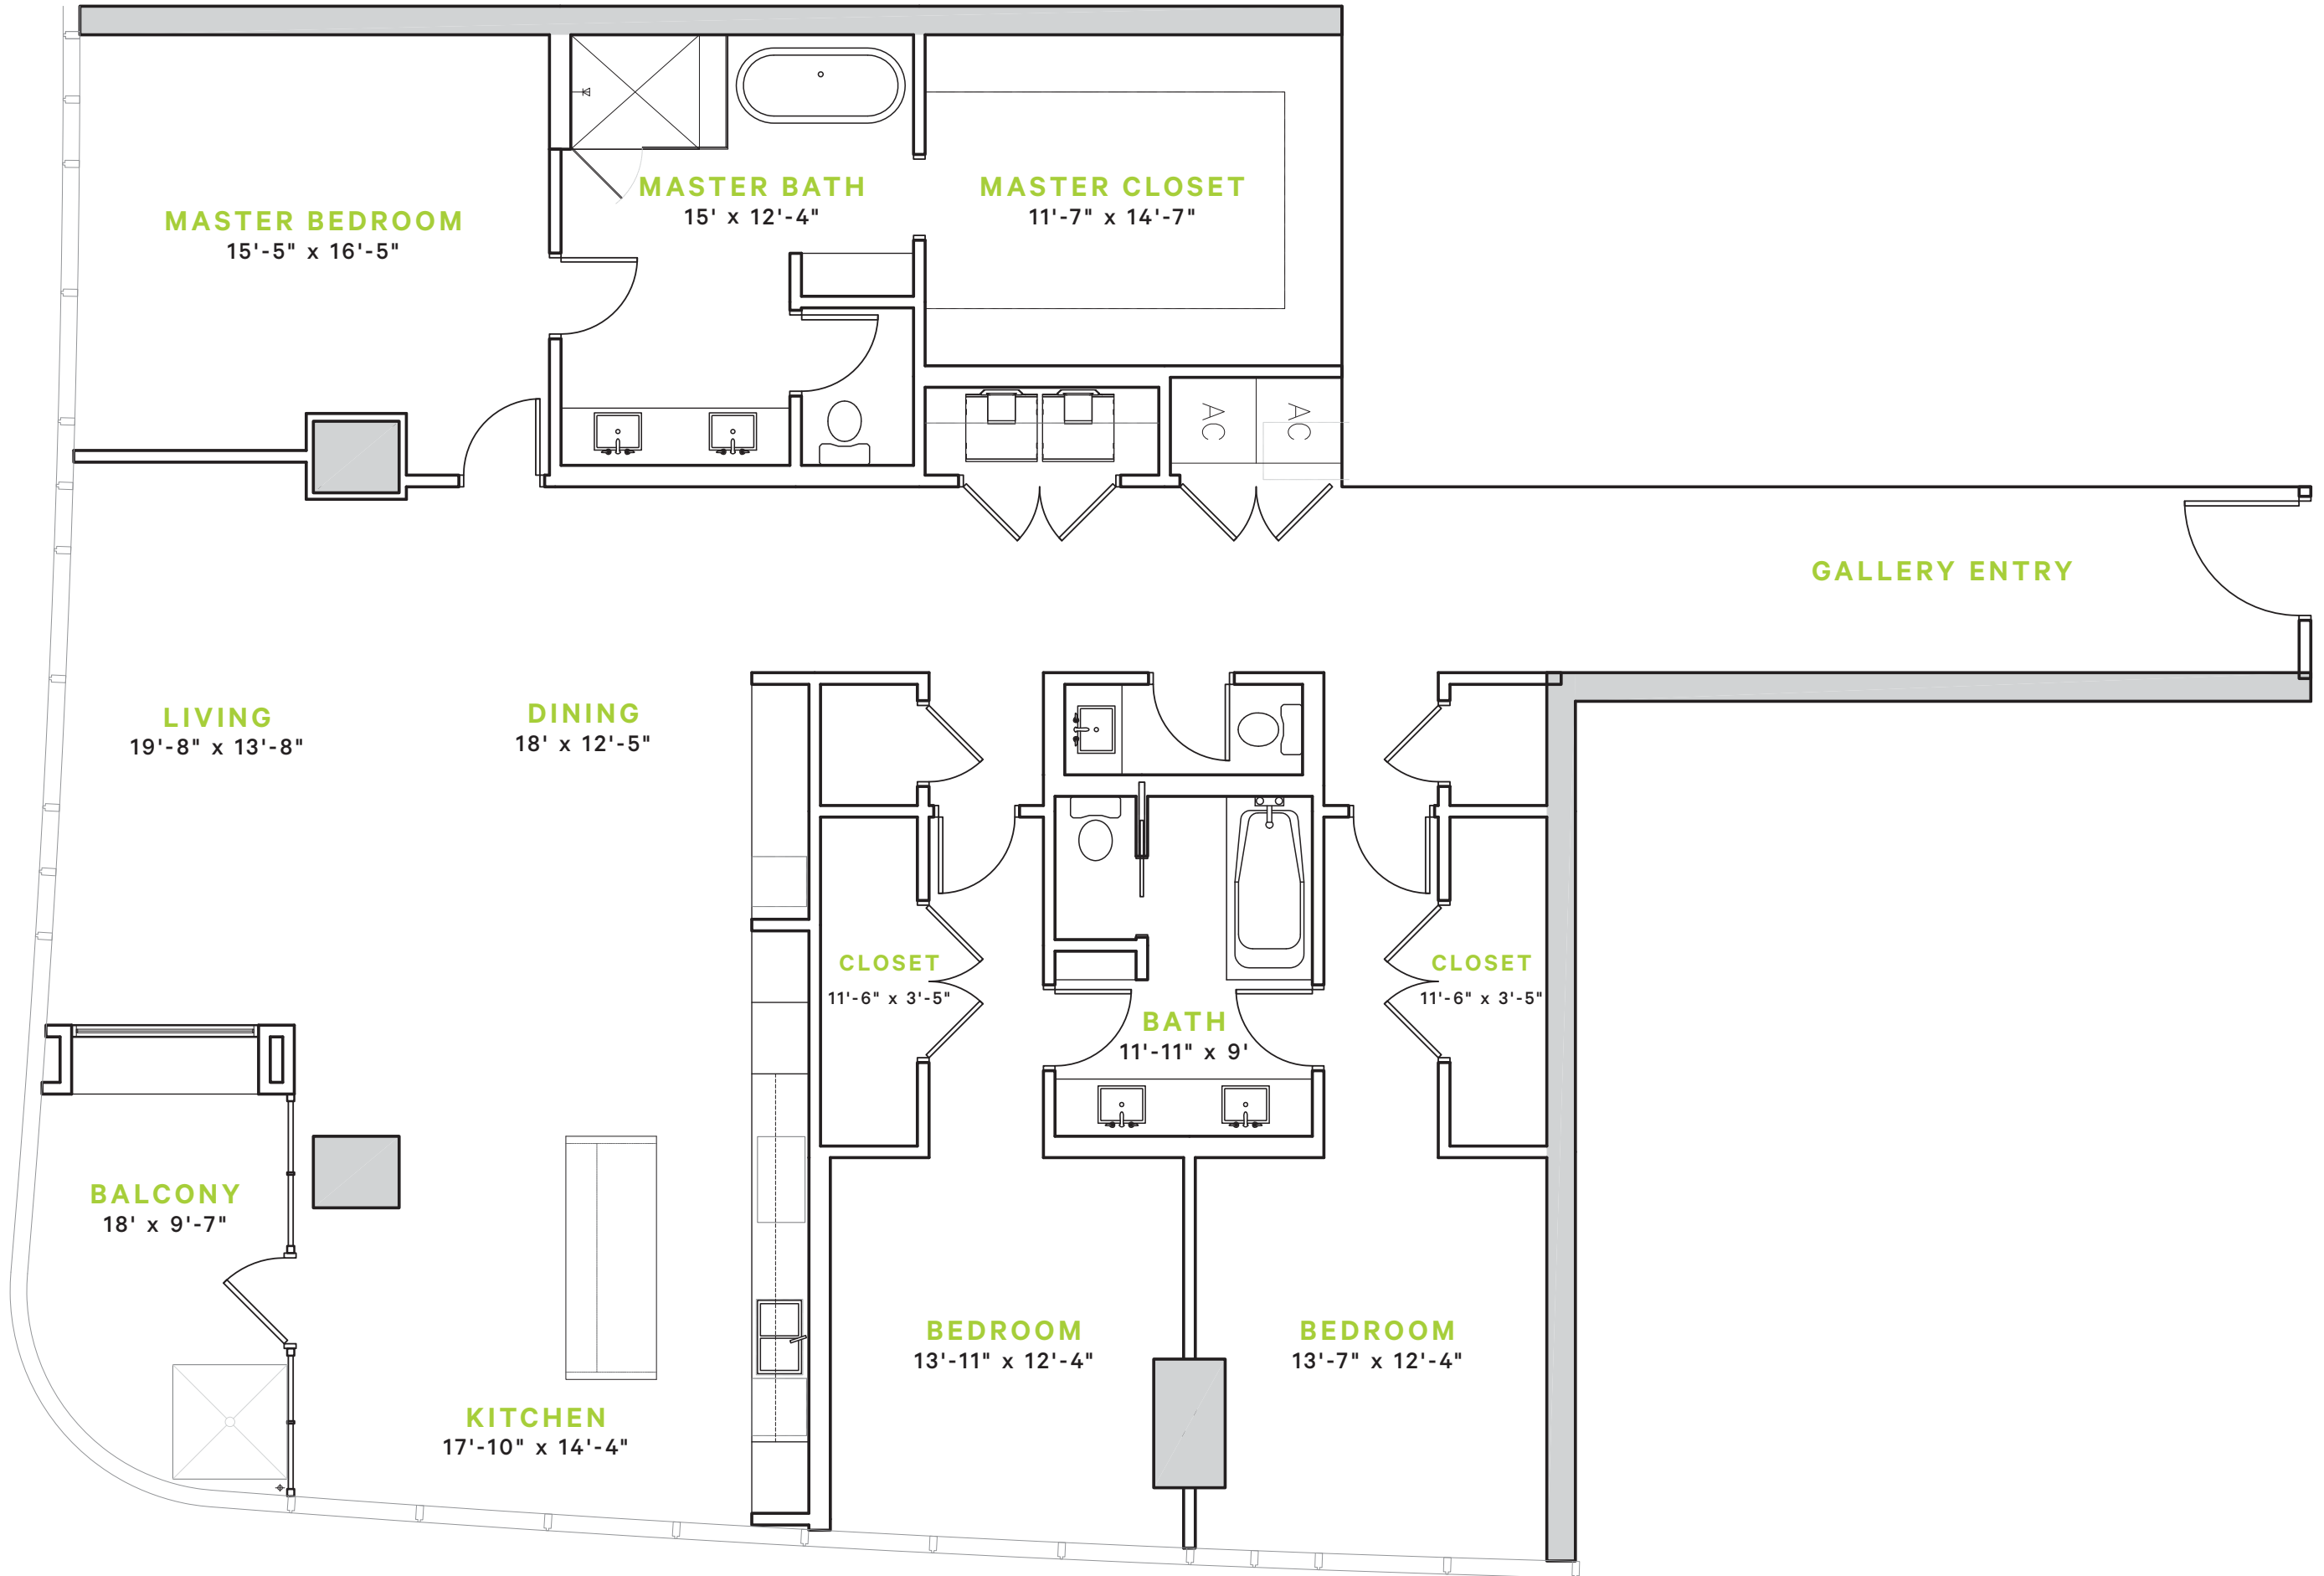 MASTER BATH
15' x 12'-4"
MASTER CLOSET
11'-7" x 14'-7"
MASTER BEDROOM
15'-5" x 16'-5"
AC
AC
GALLERY ENTRY
LIVING
19'-8" x 13'-8"
DINING
18' x 12'-5"
CLOSET
11'-6" x 3'-5"
CLOSET
11'-6" x 3'-5"
BATH
11'-11" x 9'
BALCONY
18' x 9'-7"
BEDROOM
13'-11" x 12'-4"
BEDROOM
13'-7" x 12'-4"
KITCHEN
17'-10" x 14'-4"